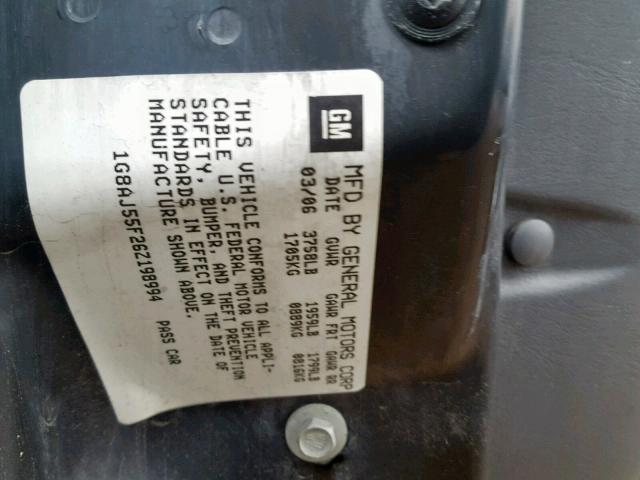 GM MFD BY GENERAL MOTORS CORP
DATE GVWR GAWR FRT GAWR RR
03/06 3758LB 1959LB 1799LB
1705KG 0889KG 0816KG
THIS VEHICLE CONFORMS TO ALL APPLI-
CABLE U.S. FEDERAL MOTOR VEHICLE
SAFETY, BUMPER, AND THEFT PREVENTION
STANDARDS IN EFFECT ON THE DATE OF
MANUFACTURE SHOWN ABOVE.
1G8AJ55F26Z198994 PASS CAR